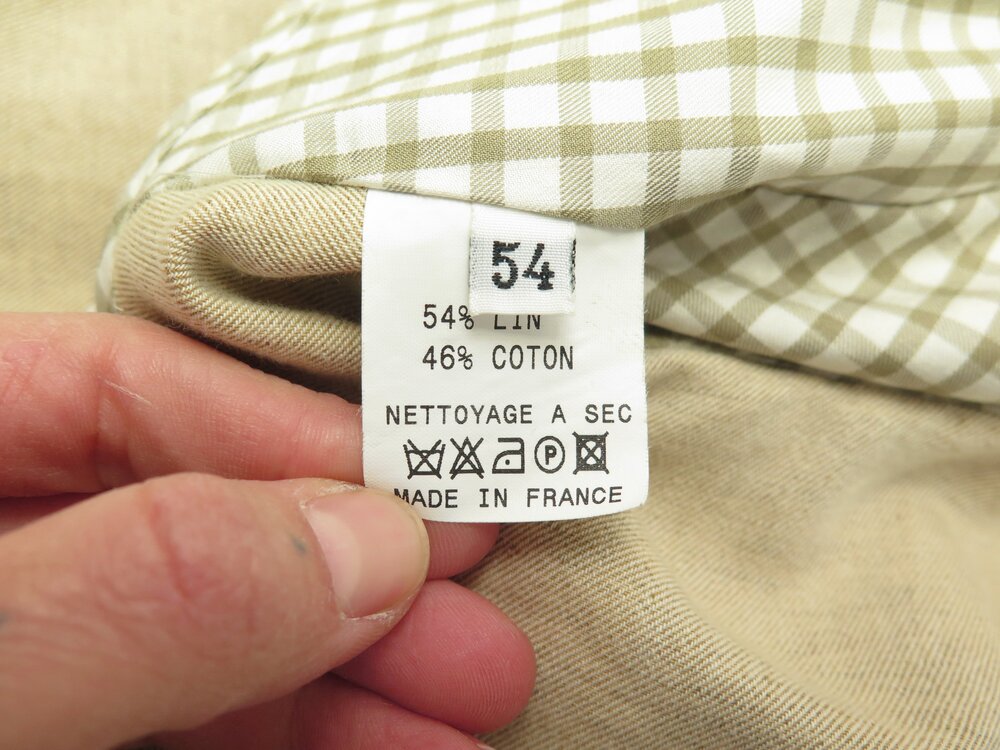 54
54% LIN
46% COTON
NETTOYAGE A SEC
P
MADE IN FRANCE